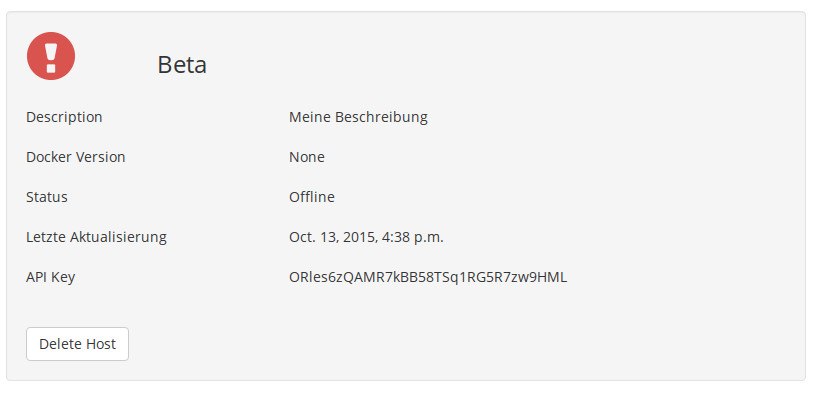 Beta
Description Meine Beschreibung
Docker Version None
Status Offline
Letzte Aktualisierung Oct. 13, 2015, 4:38 p.m.
API Key ORles6zQAMR7kBB58TSq1RG5R7zw9HML
Delete Host